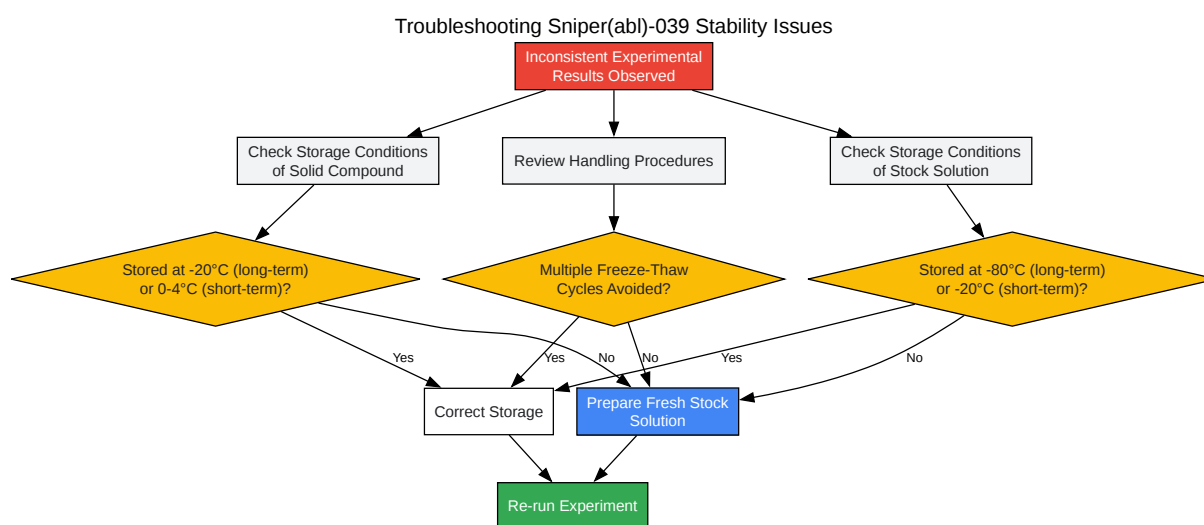 Troubleshooting Sniper(abl)-039 Stability Issues
Inconsistent Experimental
Results Observed
Check Storage Conditions
of Solid Compound
Review Handling Procedures
Check Storage Conditions
of Stock Solution
Stored at -20°C (long-term)
or 0-4°C (short-term)?
Multiple Freeze-Thaw
Cycles Avoided?
Stored at -80°C (long-term)
or -20°C (short-term)?
Yes
No
Yes
No
Yes
No
Correct Storage
Prepare Fresh Stock
Solution
Re-run Experiment